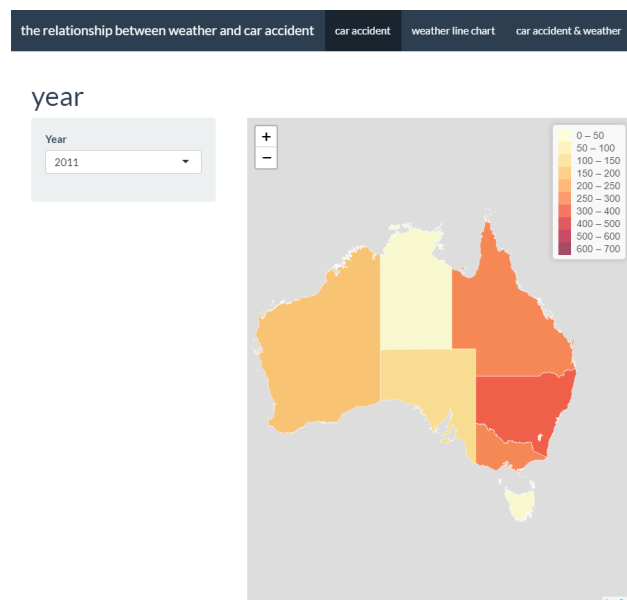 the relationship between weather and car accident car accident weather line chart car accident & weather
year
Year
2011
+
−
0 – 50
50 – 100
100 – 150
150 – 200
200 – 250
250 – 300
300 – 400
400 – 500
500 – 600
600 – 700